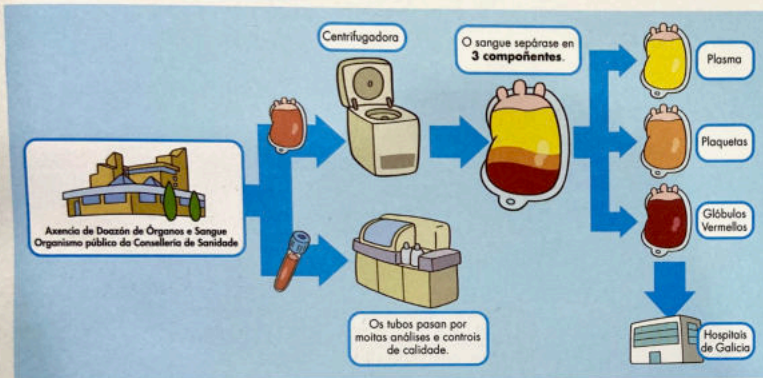 Centrifugadora
O sangue sepárase en
3 compoñentes.
Plasma
Plaquetas
Glóbulos
Vermellos
Axencia de Doazón de Órganos e Sangue
Organismo público da Consellería de Sanidade
Os tubos pasan por
moitas análises e controis
de calidade.
Hospitais
de Galicia